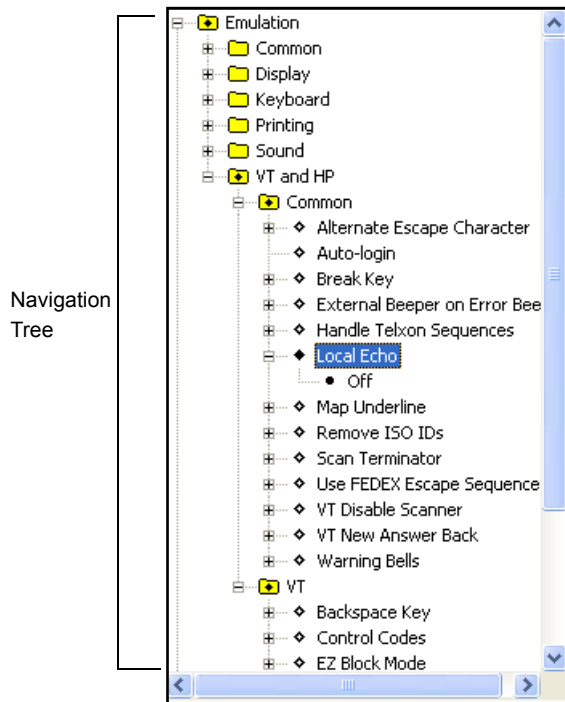 Emulation
Common
Display
Keyboard
Printing
Sound
VT and HP
Common
Alternate Escape Character
Auto-login
Break Key
External Beeper on Error Bee
Handle Telxon Sequences
Local Echo
Off
Map Underline
Remove ISO IDs
Scan Terminator
Use FEDEX Escape Sequence
VT Disable Scanner
VT New Answer Back
Warning Bells
VT
Backspace Key
Control Codes
EZ Block Mode
Navigation
Tree